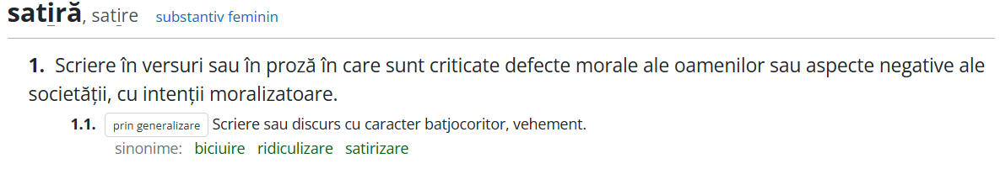 satiră, satire substantiv feminin
1. Scriere în versuri sau în proză în care sunt criticate defecte morale ale oamenilor sau aspecte negative ale
societății, cu intenții moralizatoare.
1.1. prin generalizare Scriere sau discurs cu caracter batjocoritor, vehement.
sinonime: biciuire ridiculizare satirizare